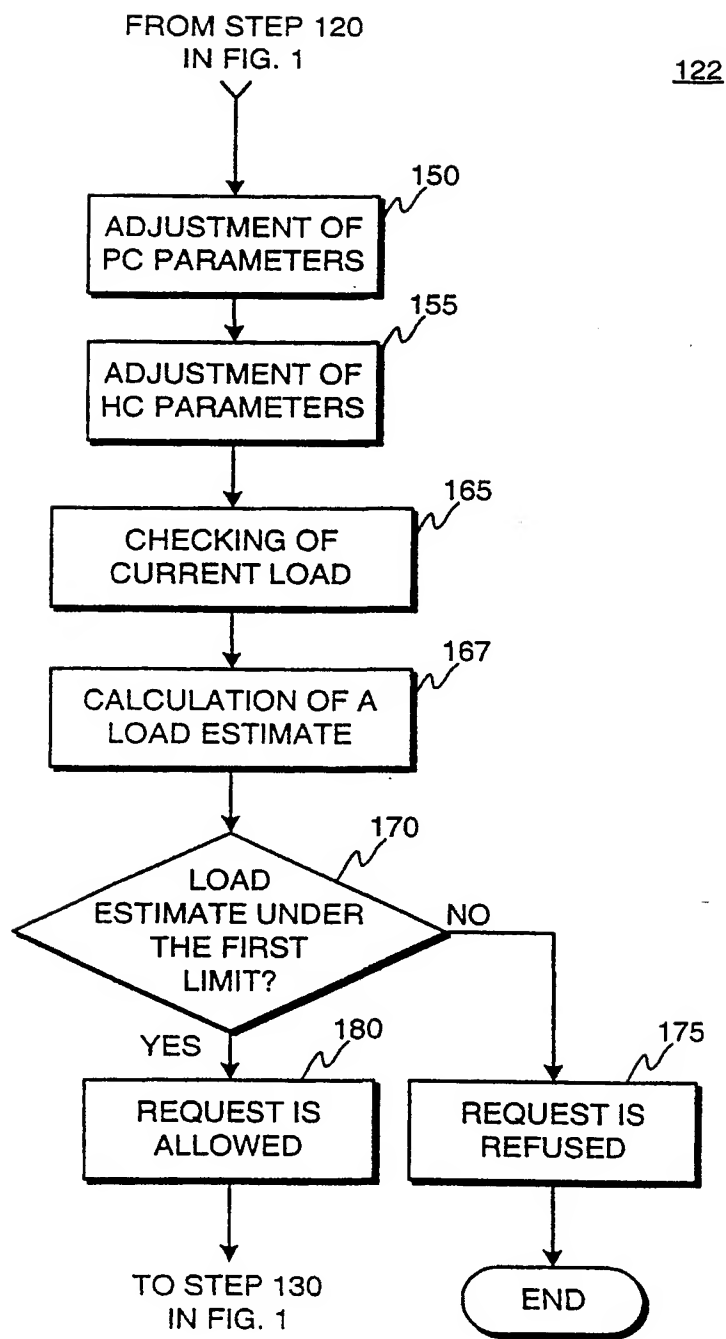 FROM STEP 120
IN FIG. 1
122
150
ADJUSTMENT OF
PC PARAMETERS
155
ADJUSTMENT OF
HC PARAMETERS
165
CHECKING OF
CURRENT LOAD
167
CALCULATION OF A
LOAD ESTIMATE
170
LOAD
ESTIMATE UNDER
THE FIRST
LIMIT?
NO
YES
180
175
REQUEST IS
ALLOWED
REQUEST IS
REFUSED
TO STEP 130
IN FIG. 1
END